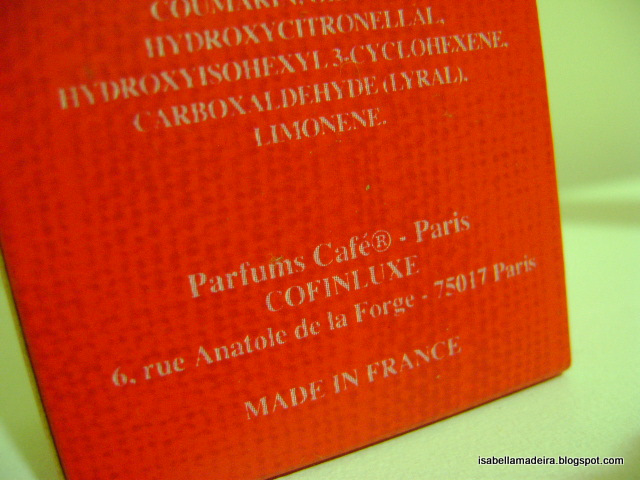 COUMARIN,
HYDROXYCITRONELLAL,
HYDROXYISOHEXYL 3-CYCLOHEXENE.
CARBOXALDEHYDE (LYRAL).
LIMONENE.
Parfums Café® - Paris
COFINLUXE
6, rue Anatole de la Forge - 75017 Paris
MADE IN FRANCE
isabellamadeira.blogspot.com